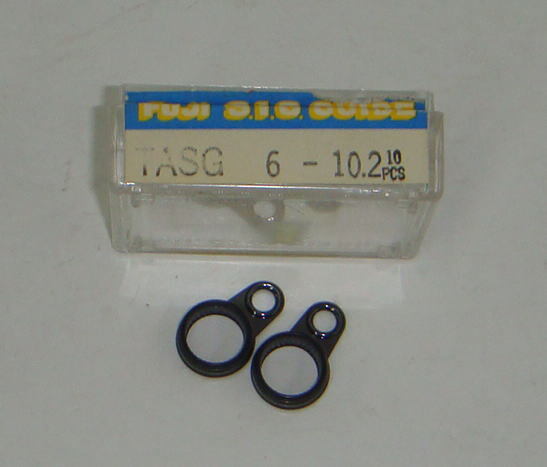 FUJI S.I.C. GUIDE
TASG 6 - 10.2 10 PCS